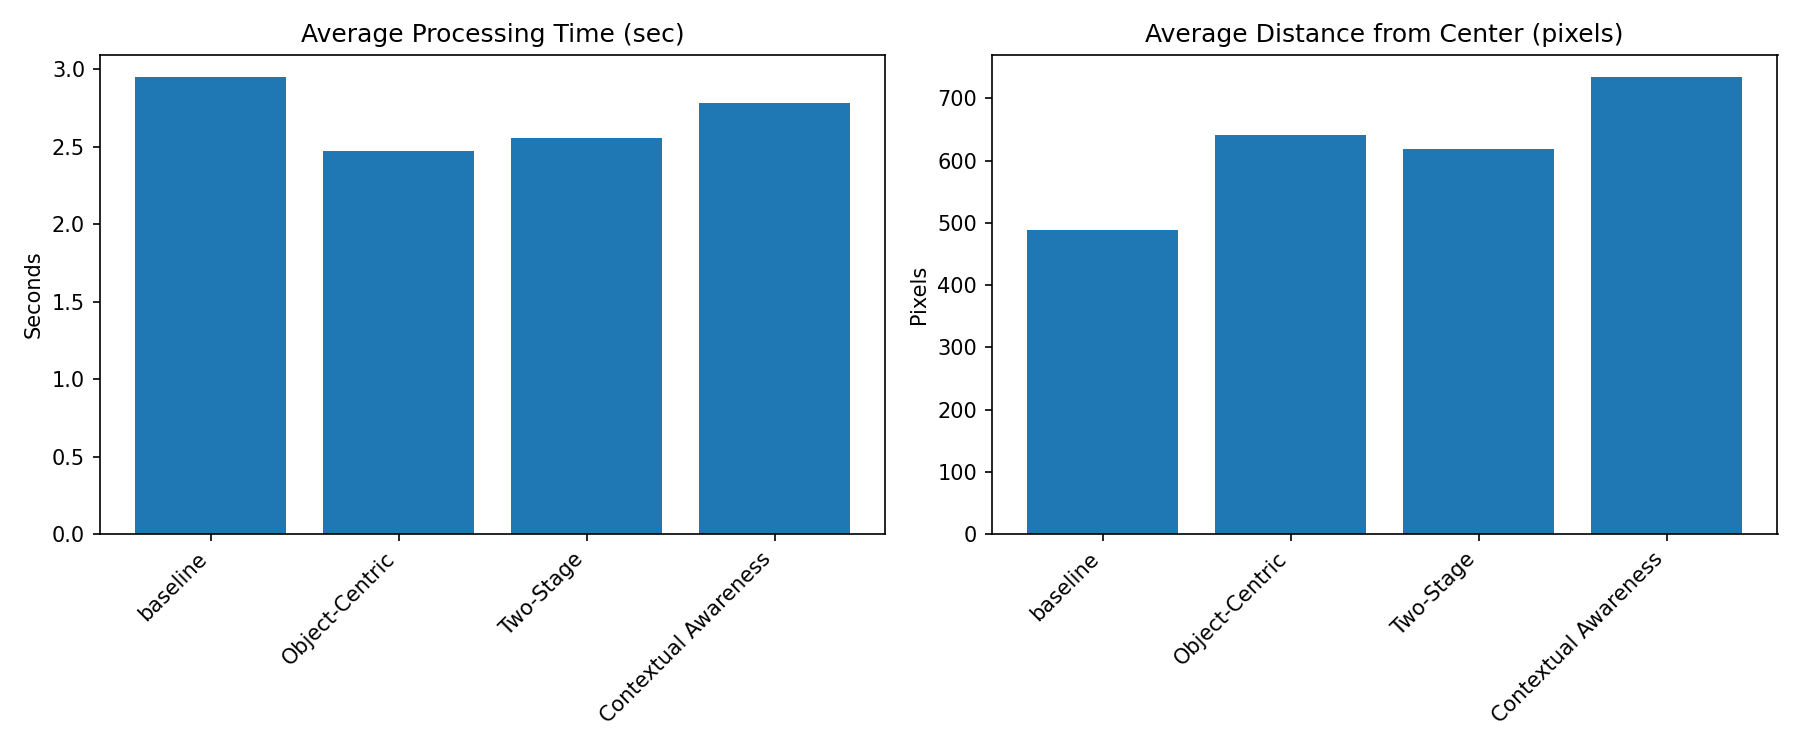 Average Processing Time (sec)
3.0
2.5
2.0
1.5
1.0
0.5
0.0
Seconds
baseline
Object-Centric
Two-Stage
Contextual Awareness
Average Distance from Center (pixels)
700
600
500
400
300
200
100
0
Pixels
baseline
Object-Centric
Two-Stage
Contextual Awareness